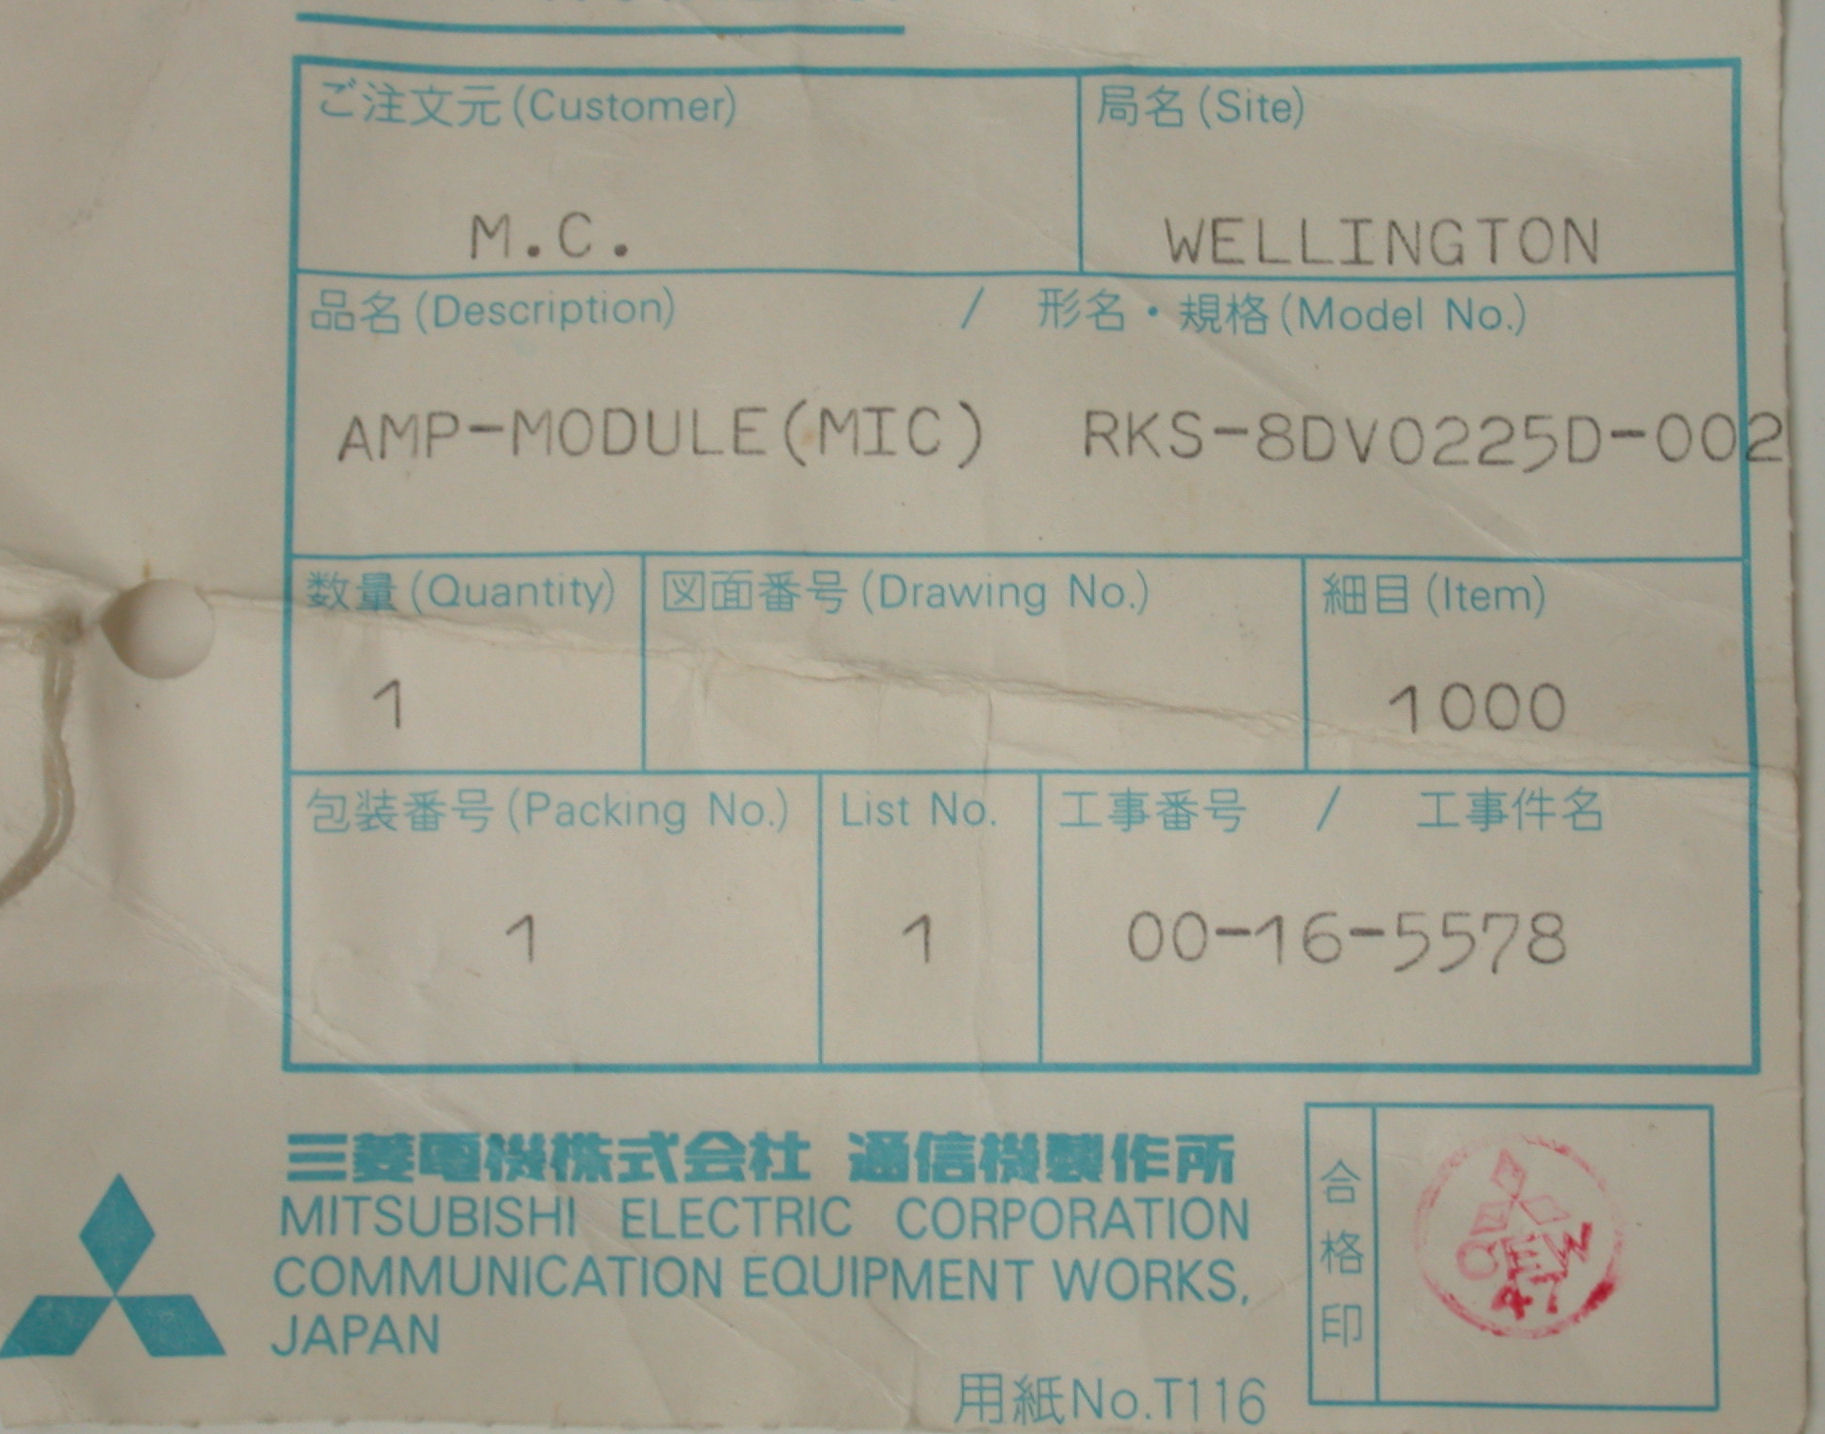 ご注文元(Customer) 局名(Site)
M.C. WELLINGTON
品名(Description) / 形名・規格(Model No.)
AMP-MODULE(MIC) RKS-8DV0225D-002
数量(Quantity) 図面番号(Drawing No.) 細目(Item)
1 1000
包装番号(Packing No.) List No. 工事番号 / 工事件名
1 1 00-16-5578
三菱電機株式会社 通信機製作所
MITSUBISHI ELECTRIC CORPORATION
COMMUNICATION EQUIPMENT WORKS,
JAPAN
合格印
CEW
用紙No.T116